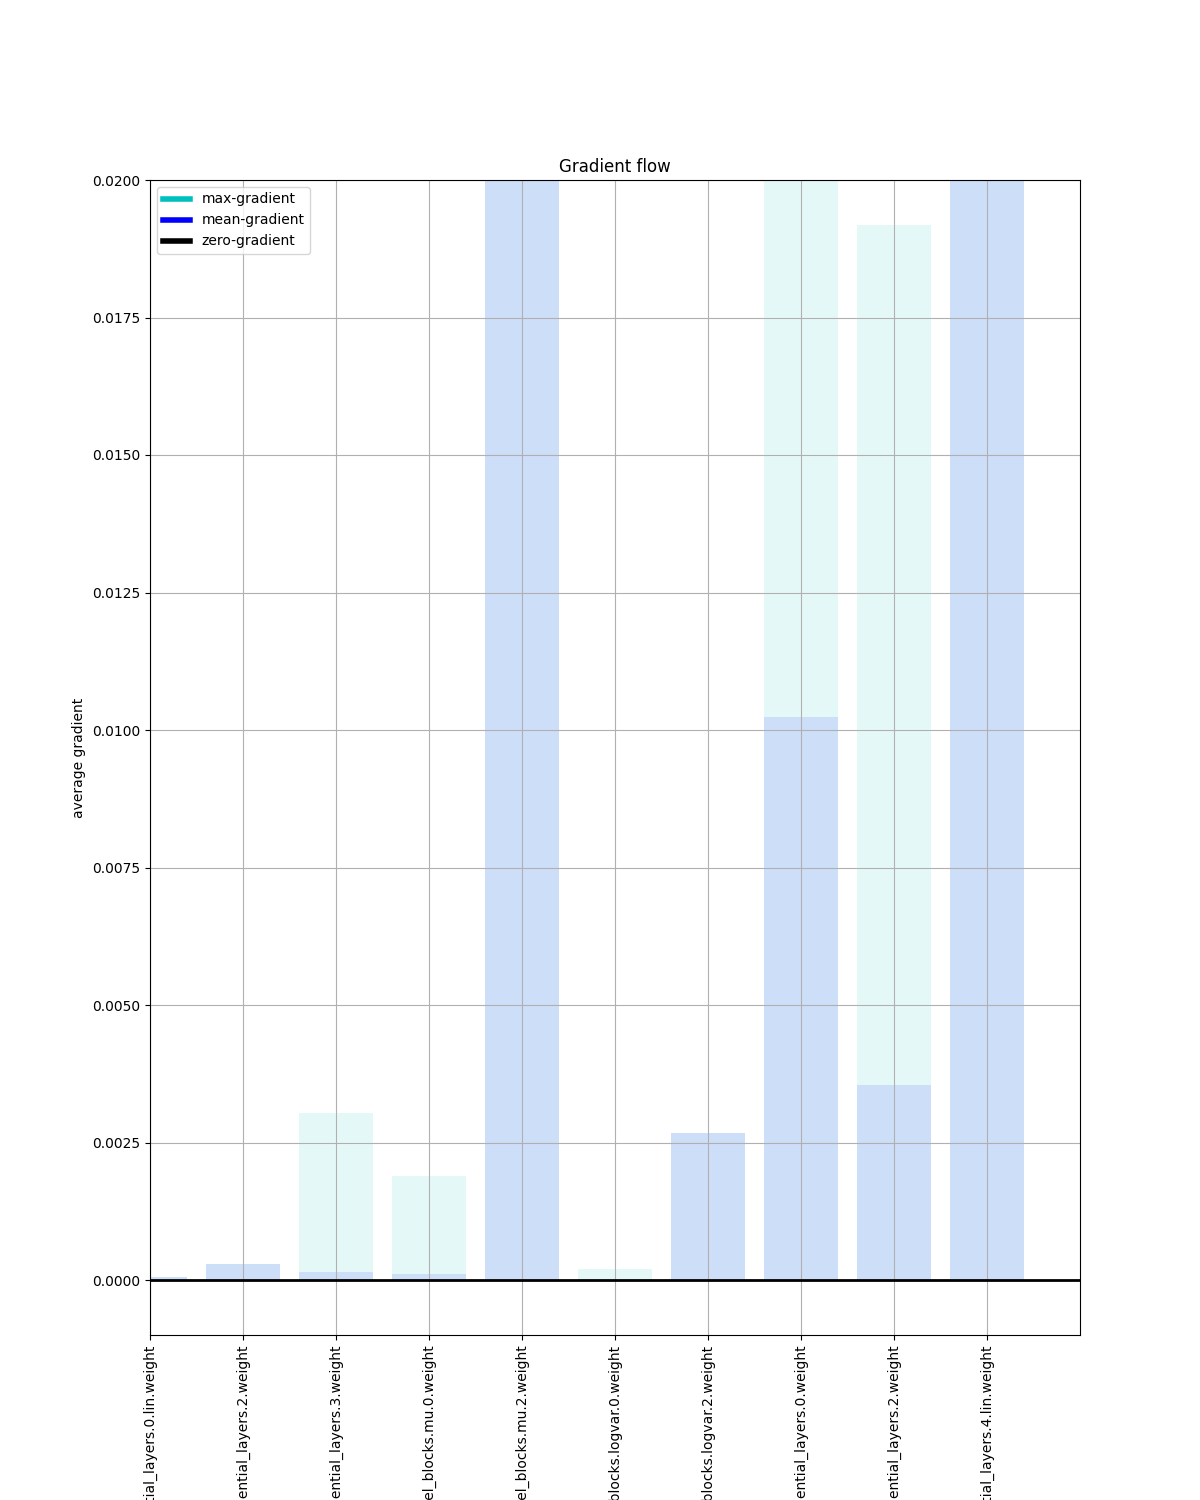 Gradient flow
max-gradient
mean-gradient
zero-gradient
0.0200
0.0175
0.0150
0.0125
0.0100
0.0075
0.0050
0.0025
0.0000
average gradient
tial_layers.0.lin.weight
ential_layers.2.weight
ential_layers.3.weight
el_blocks.mu.0.weight
el_blocks.mu.2.weight
blocks.logvar.0.weight
blocks.logvar.2.weight
ential_layers.0.weight
ential_layers.2.weight
tial_layers.4.lin.weight